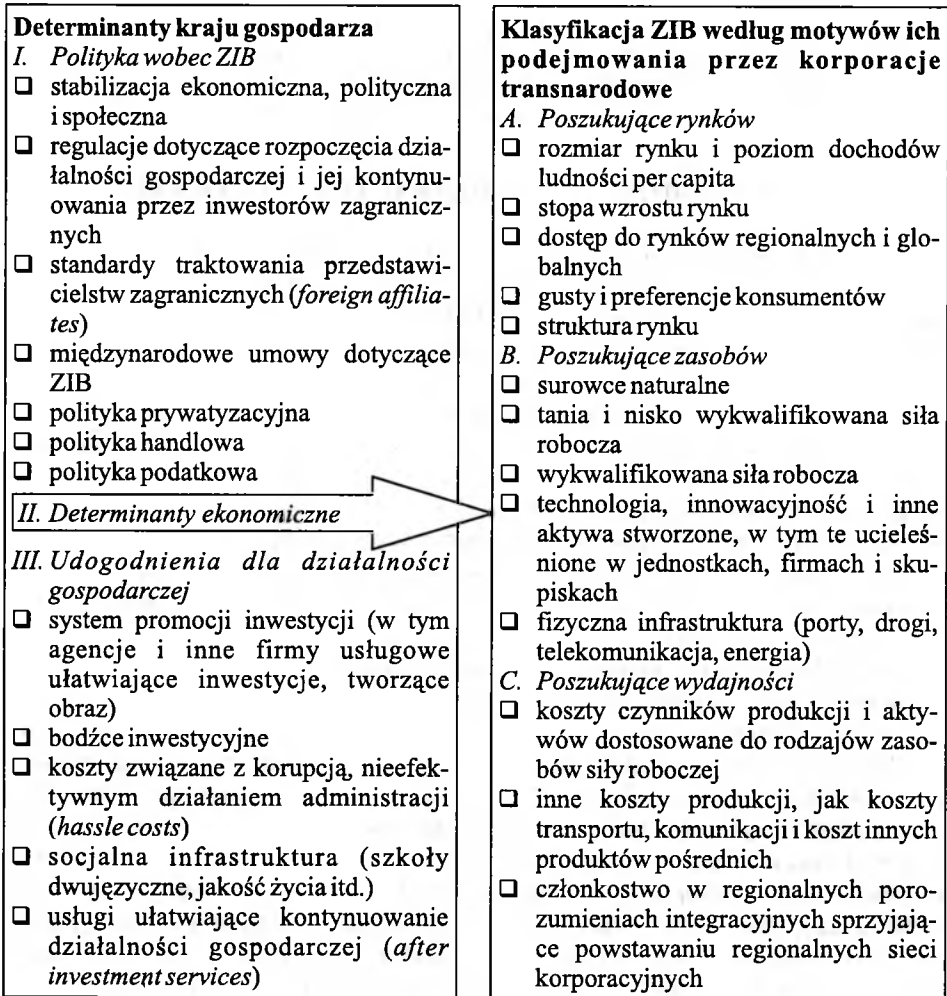 Determinanty kraju gospodarza
I. Polityka wobec ZIB
❑ stabilizacja ekonomiczna, polityczna
i społeczna
❑ regulacje dotyczące rozpoczęcia dzia-
łalności gospodarczej i jej kontynu-
owania przez inwestorów zagranicz-
nych
❑ standardy traktowania przedstawi-
cielstw zagranicznych (foreign affilia-
tes)
❑ międzynarodowe umowy dotyczące
ZIB
❑ polityka prywatyzacyjna
❑ polityka handlowa
❑ polityka podatkowa
II. Determinanty ekonomiczne
III. Udogodnienia dla działalności
gospodarczej
❑ system promocji inwestycji (w tym
agencje i inne firmy usługowe
ułatwiające inwestycje, tworzące
obraz)
❑ bodźce inwestycyjne
❑ koszty związane z korupcją, nieefek-
tywnym działaniem administracji
(hassle costs)
❑ socjalna infrastruktura (szkoły
dwujęzyczne, jakość życia itd.)
❑ usługi ułatwiające kontynuowanie
działalności gospodarczej (after
investment services)
Klasyfikacja ZIB według motywów ich
podejmowania przez korporacje
transnarodowe
A. Poszukujące rynków
❑ rozmiar rynku i poziom dochodów
ludności per capita
❑ stopa wzrostu rynku
❑ dostęp do rynków regionalnych i glo-
balnych
❑ gusty i preferencje konsumentów
❑ struktura rynku
B. Poszukujące zasobów
❑ surowce naturalne
❑ tania i nisko wykwalifikowana siła
robocza
❑ wykwalifikowana siła robocza
❑ technologia, innowacyjność i inne
aktywa stworzone, w tym te ucieleś-
nione w jednostkach, firmach i sku-
piskach
❑ fizyczna infrastruktura (porty, drogi,
telekomunikacja, energia)
C. Poszukujące wydajności
❑ koszty czynników produkcji i akty-
wów dostosowane do rodzajów zaso-
bów siły roboczej
❑ inne koszty produkcji, jak koszty
transportu, komunikacji i koszt innych
produktów pośrednich
❑ członkostwo w regionalnych poro-
zumieniach integracyjnych sprzyjają-
ce powstawaniu regionalnych sieci
korporacyjnych